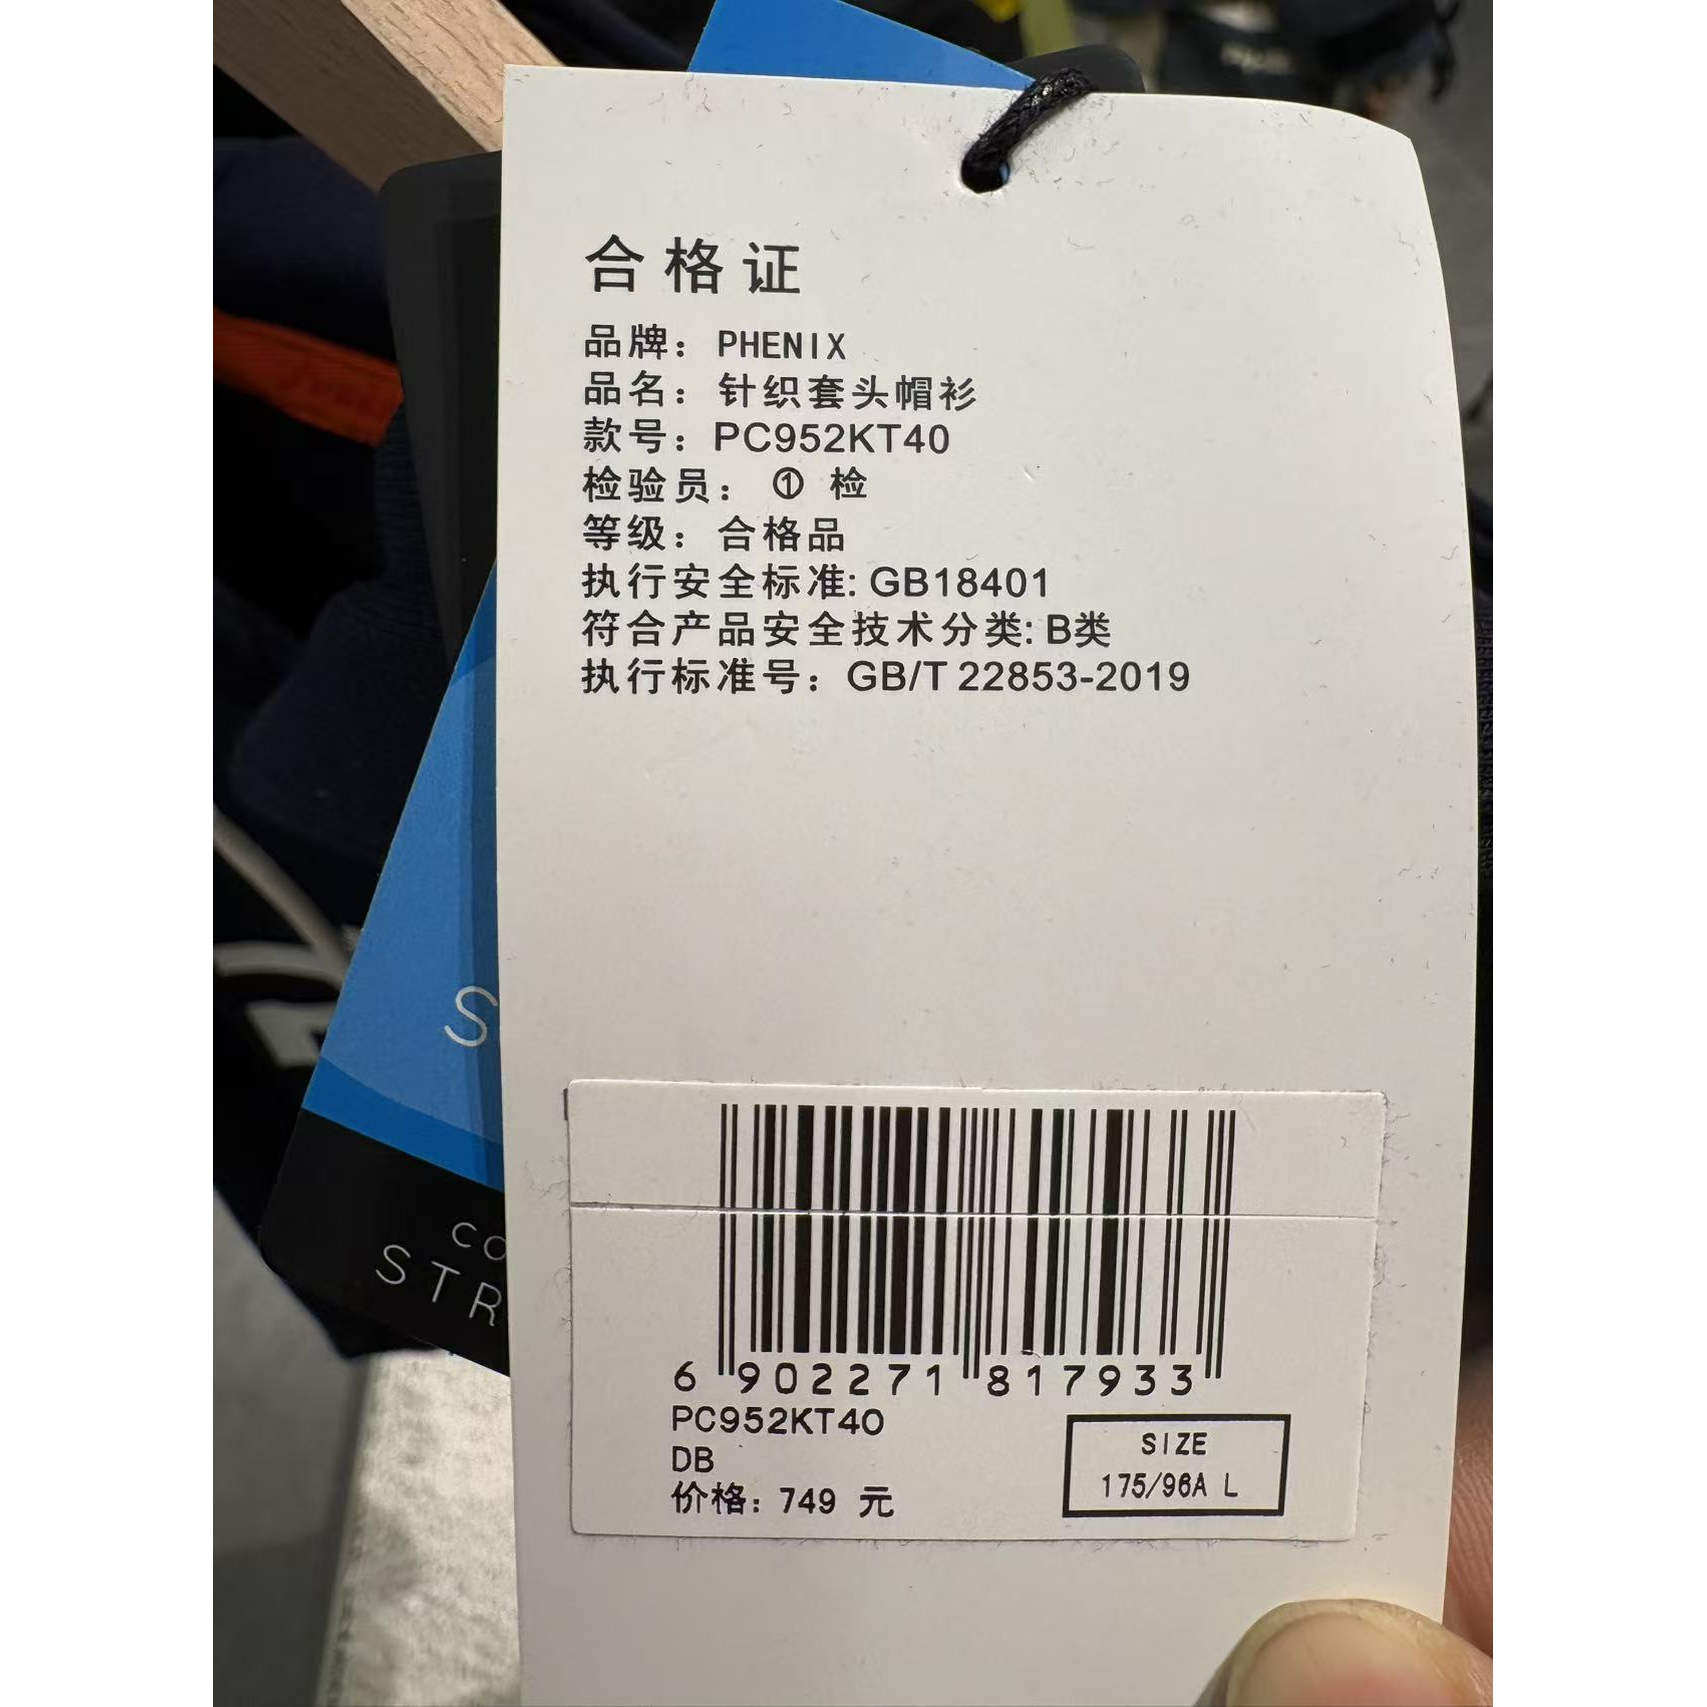 合格证
品牌：PHENIX
品名：针织套头帽衫
款号：PC952KT40
检验员：① 检
等级：合格品
执行安全标准: GB18401
符合产品安全技术分类: B类
执行标准号：GB/T 22853-2019
S
CO
STR
6 902271 817933
PC952KT40
DB
价格：749 元
SIZE
175/96A L